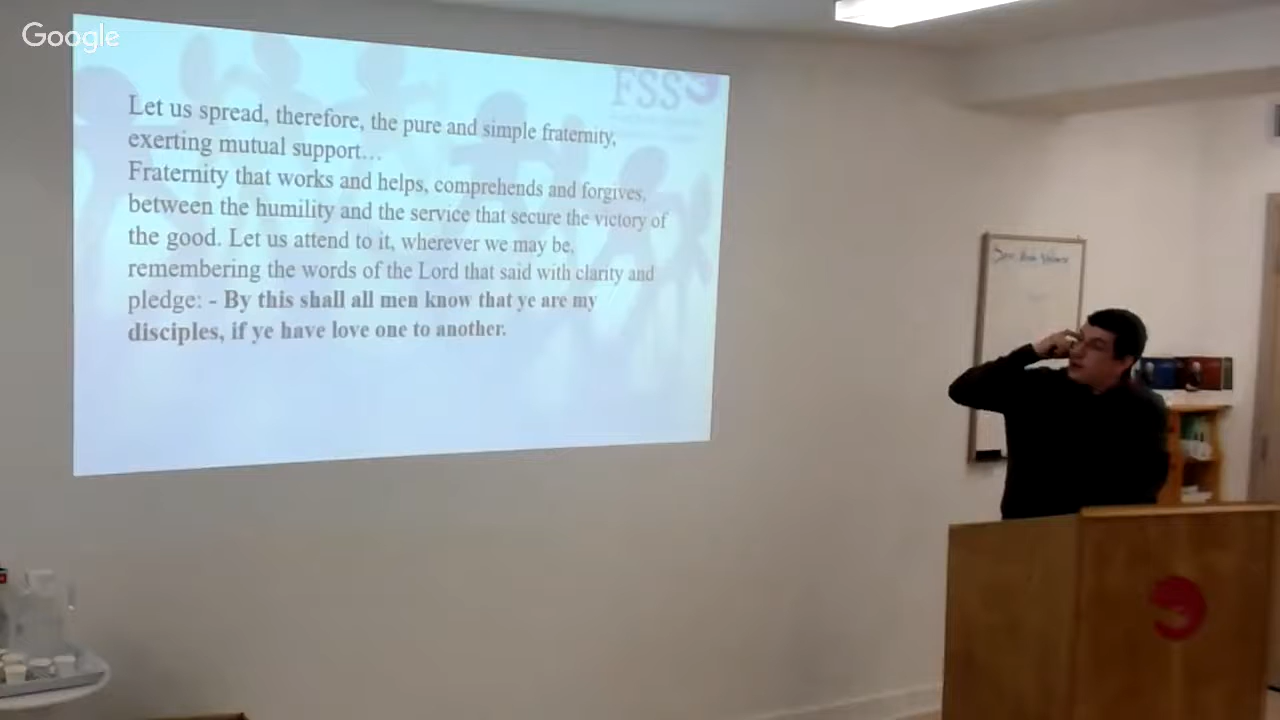 Google
FSS
Let us spread, therefore, the pure and simple fraternity,
exerting mutual support…
Fraternity that works and helps, comprehends and forgives,
between the humility and the service that secure the victory of
the good. Let us attend to it, wherever we may be,
remembering the words of the Lord that said with clarity and
pledge: - By this shall all men know that ye are my
disciples, if ye have love one to another.